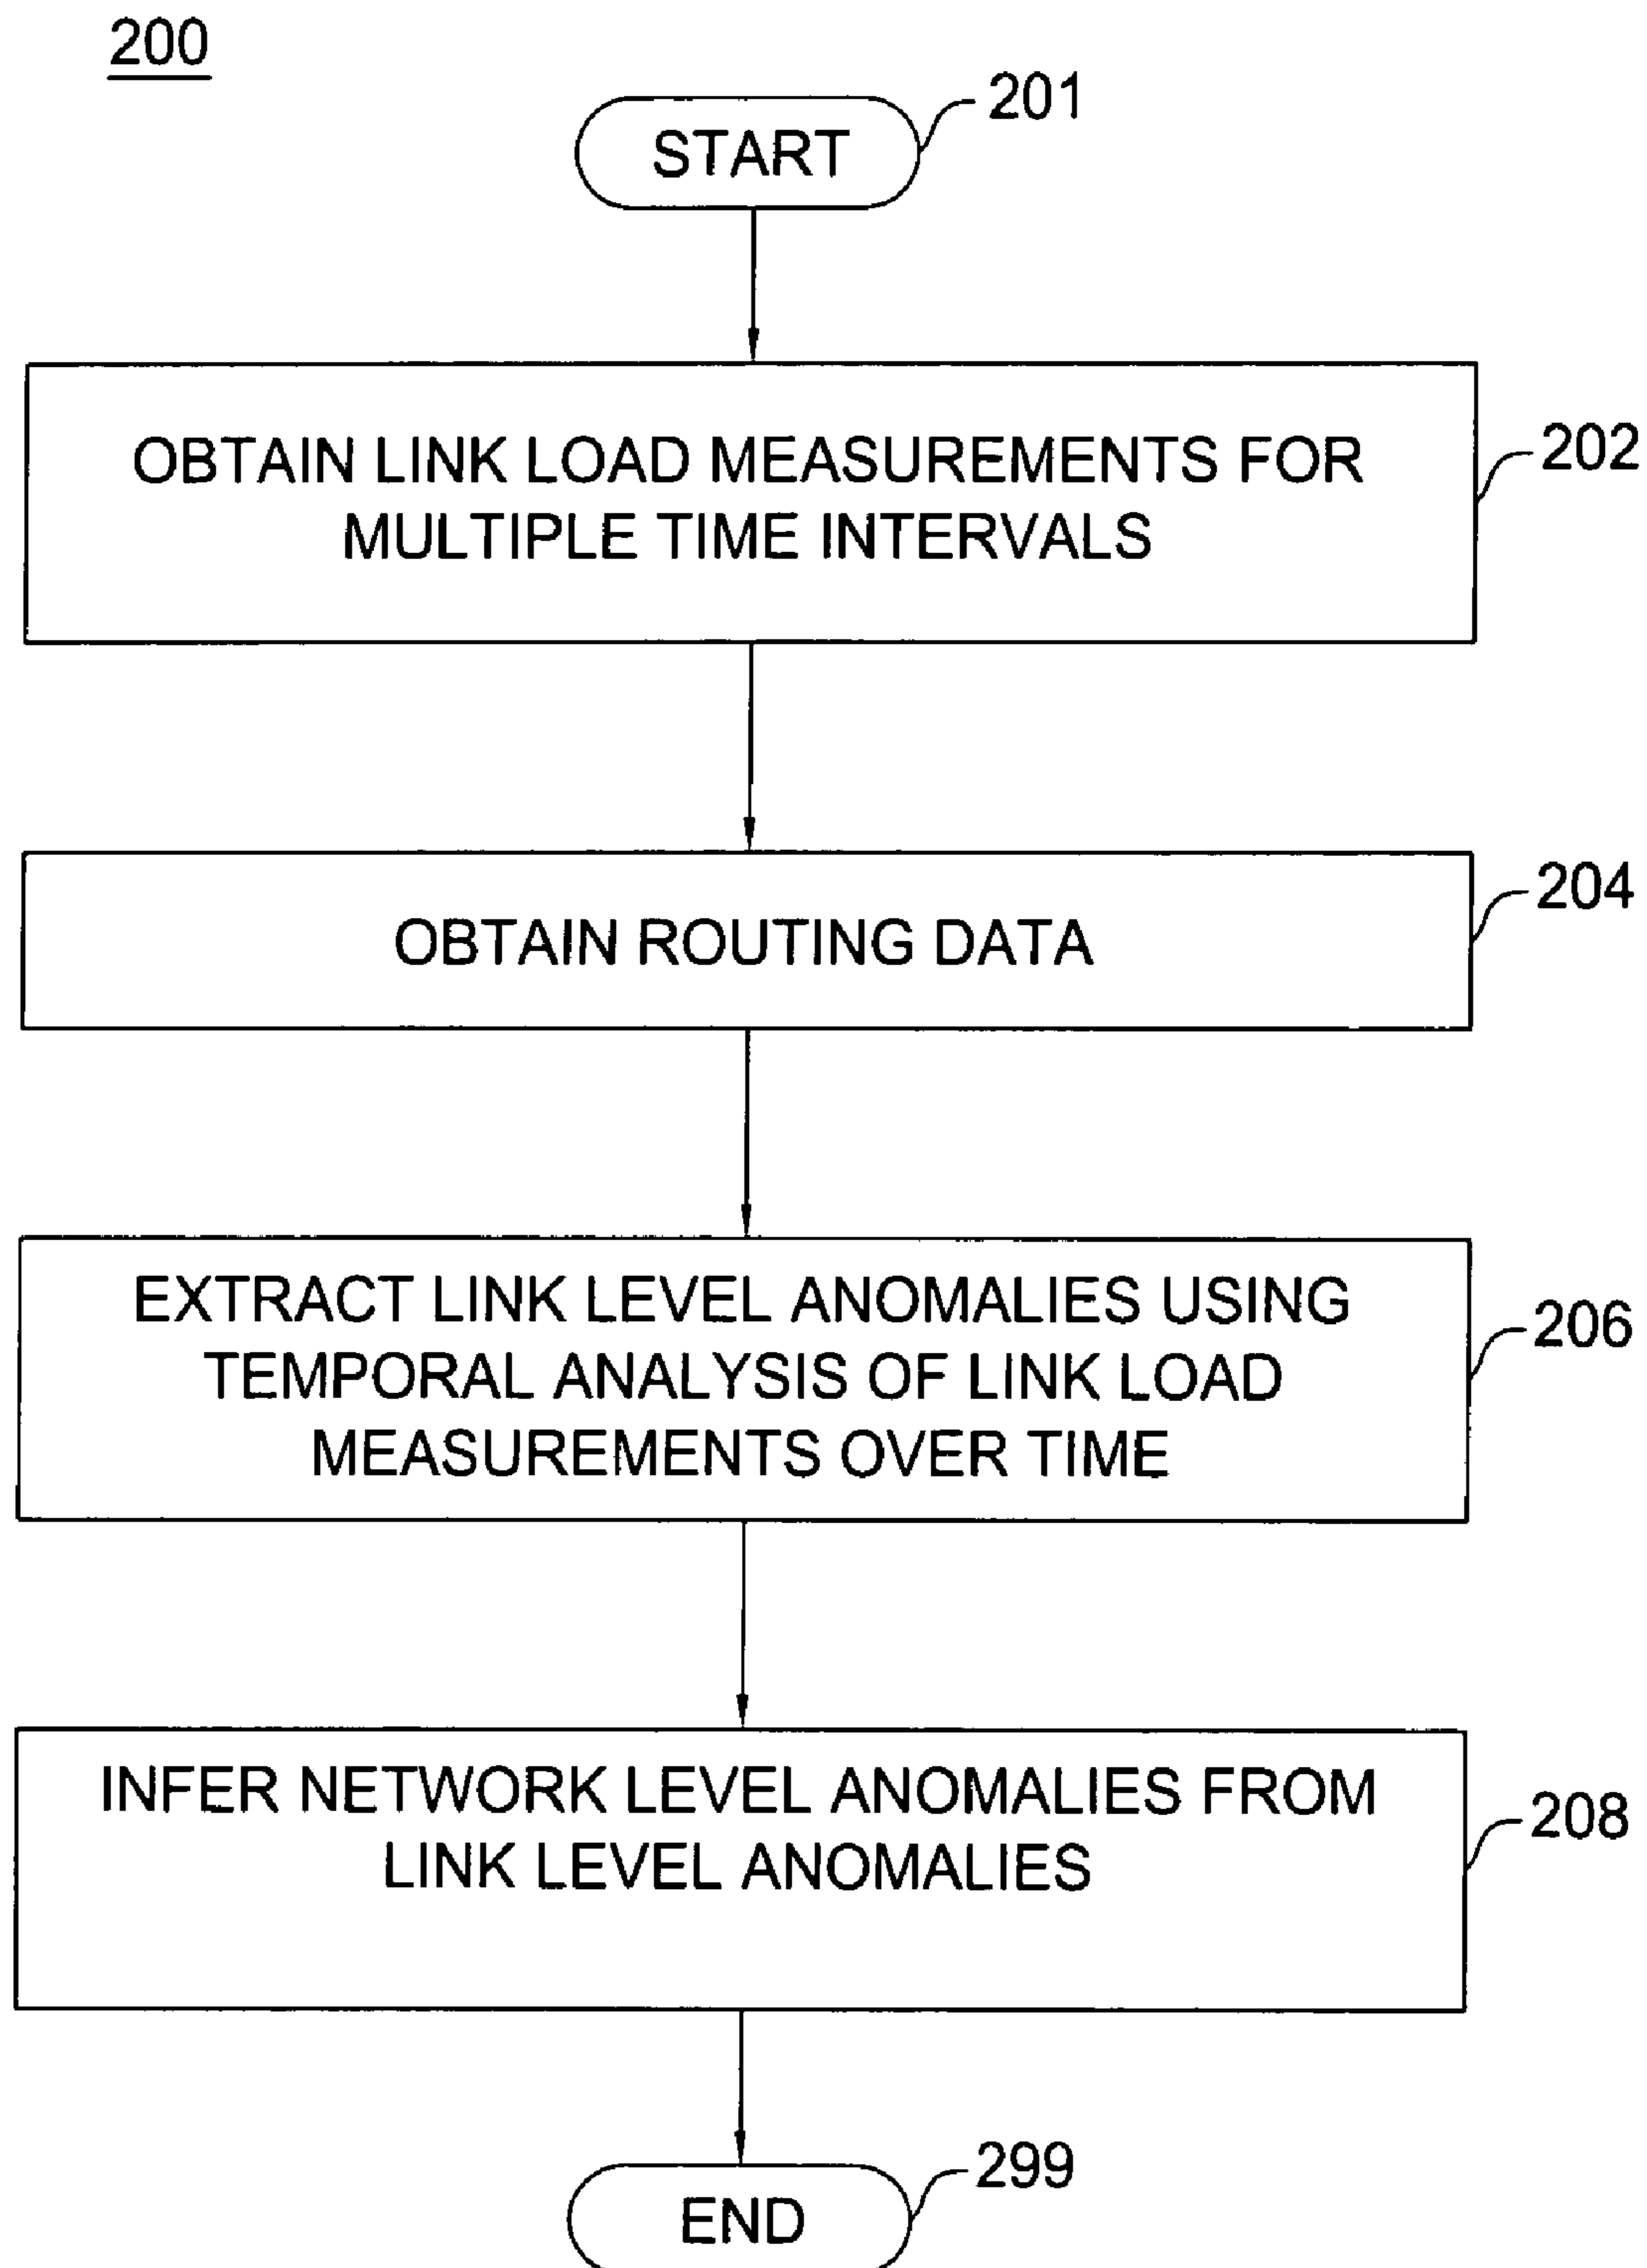 200
START
201
OBTAIN LINK LOAD MEASUREMENTS FOR
MULTIPLE TIME INTERVALS
202
OBTAIN ROUTING DATA
204
EXTRACT LINK LEVEL ANOMALIES USING
TEMPORAL ANALYSIS OF LINK LOAD
MEASUREMENTS OVER TIME
206
INFER NETWORK LEVEL ANOMALIES FROM
LINK LEVEL ANOMALIES
208
END
299